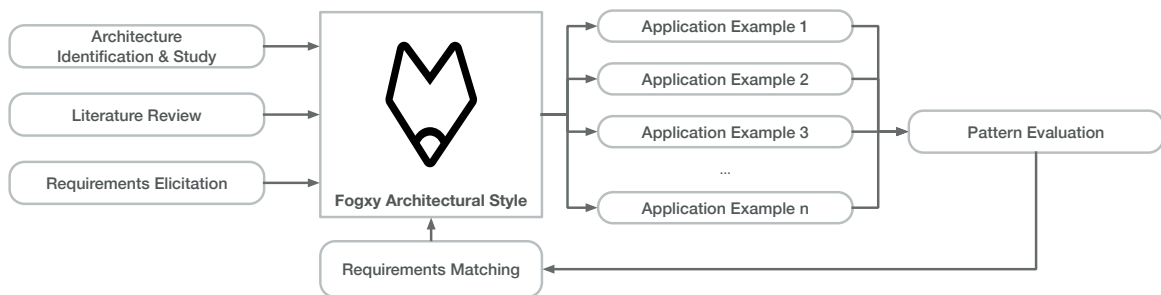 Architecture
Identification & Study
Literature Review
Requirements Elicitation
Fogxy Architectural Style
Application Example 1
Application Example 2
Application Example 3
...
Application Example n
Pattern Evaluation
Requirements Matching